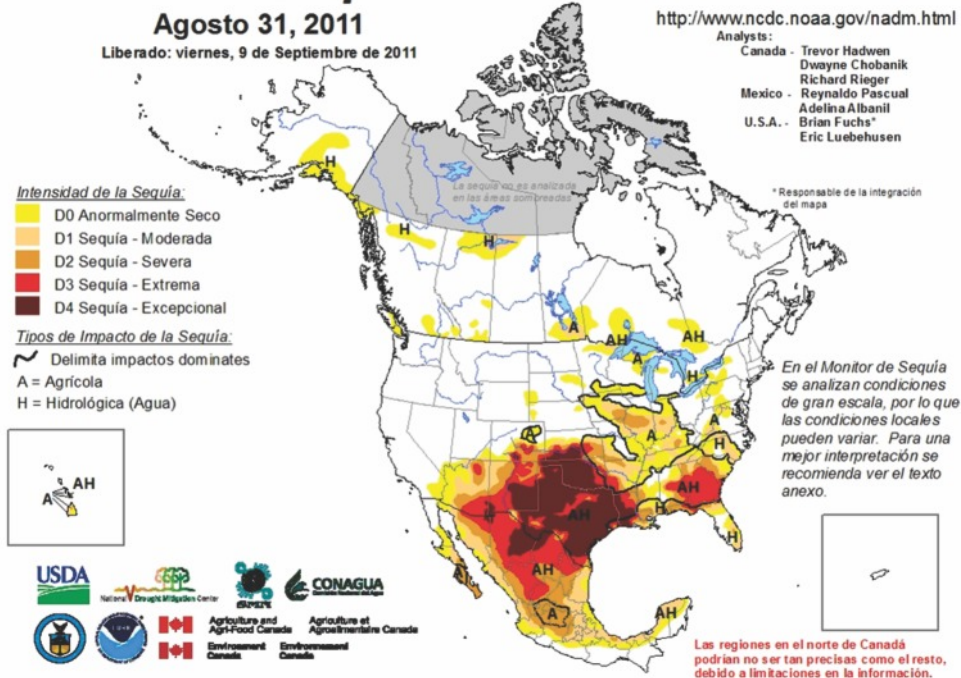 Agosto 31, 2011
Liberado: viernes, 9 de Septiembre de 2011
http://www.ncdc.noaa.gov/nadm.html
Analysts:
Canada - Trevor Hadwen
Dwayne Chobanik
Richard Rieger
Mexico - Reynaldo Pascual
Adelina Albanil
U.S.A. - Brian Fuchs*
Eric Luebehusen
* Responsable de la integración
del mapa
La sequía no es analizada
en las áreas sombreadas
Intensidad de la Sequía:
D0 Anormalmente Seco
D1 Sequía - Moderada
D2 Sequía - Severa
D3 Sequía - Extrema
D4 Sequía - Excepcional
Tipos de Impacto de la Sequía:
Delimita impactos dominates
A = Agrícola
H = Hidrológica (Agua)
H
H
H
A
AH
A
AH
H
A
A
A
H
AH
H
AH
H
H
AH
A
A
AH
A
AH
En el Monitor de Sequía
se analizan condiciones
de gran escala, por lo que
las condiciones locales
pueden variar. Para una
mejor interpretación se
recomienda ver el texto
anexo.
USDA
National Drought Mitigation Center
CONAGUA
Comisión Nacional del Agua
Agriculture and
Agri-Food Canada
Agriculture et
Agroalimentaire Canada
Environment
Canada
Environnement
Canada
Las regiones en el norte de Canadá
podrían no ser tan precisas como el resto,
debido a limitaciones en la información.